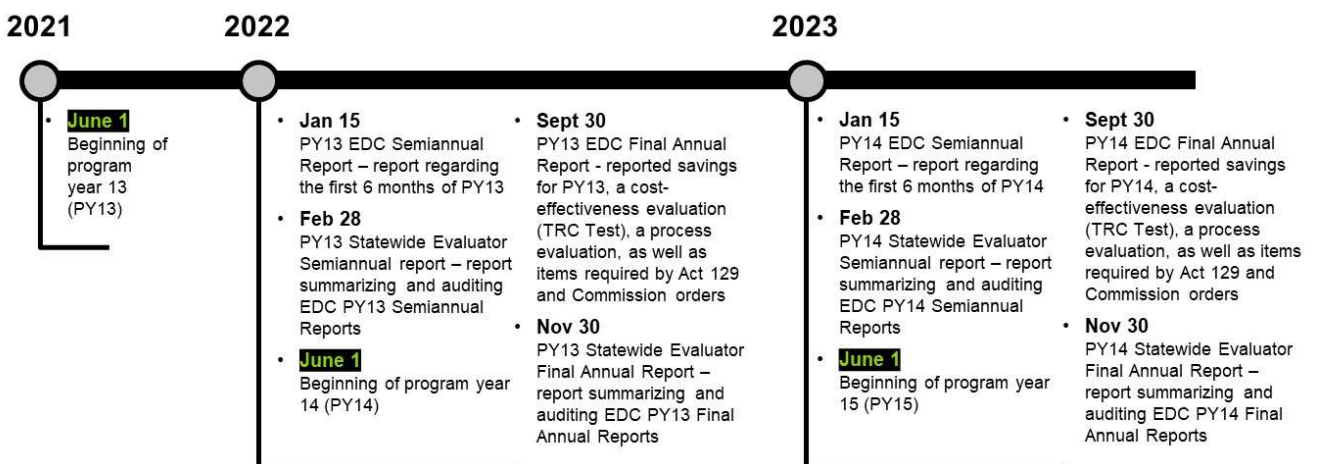 2021
2022
2023
• June 1
Beginning of
program
year 13
(PY13)
• Jan 15
PY13 EDC Semiannual
Report – report regarding
the first 6 months of PY13
• Feb 28
PY13 Statewide Evaluator
Semiannual report – report
summarizing and auditing
EDC PY13 Semiannual
Reports
• June 1
Beginning of program year
14 (PY14)
• Sept 30
PY13 EDC Final Annual
Report - reported savings
for PY13, a cost-
effectiveness evaluation
(TRC Test), a process
evaluation, as well as
items required by Act 129
and Commission orders
• Nov 30
PY13 Statewide Evaluator
Final Annual Report –
report summarizing and
auditing EDC PY13 Final
Annual Reports
• Jan 15
PY14 EDC Semiannual
Report – report regarding
the first 6 months of PY14
• Feb 28
PY14 Statewide Evaluator
Semiannual report – report
summarizing and auditing
EDC PY14 Semiannual
Reports
• June 1
Beginning of program year
15 (PY15)
• Sept 30
PY14 EDC Final Annual
Report - reported savings
for PY14, a cost-
effectiveness evaluation
(TRC Test), a process
evaluation, as well as items
required by Act 129 and
Commission orders
• Nov 30
PY14 Statewide Evaluator
Final Annual Report –
report summarizing and
auditing EDC PY14 Final
Annual Reports